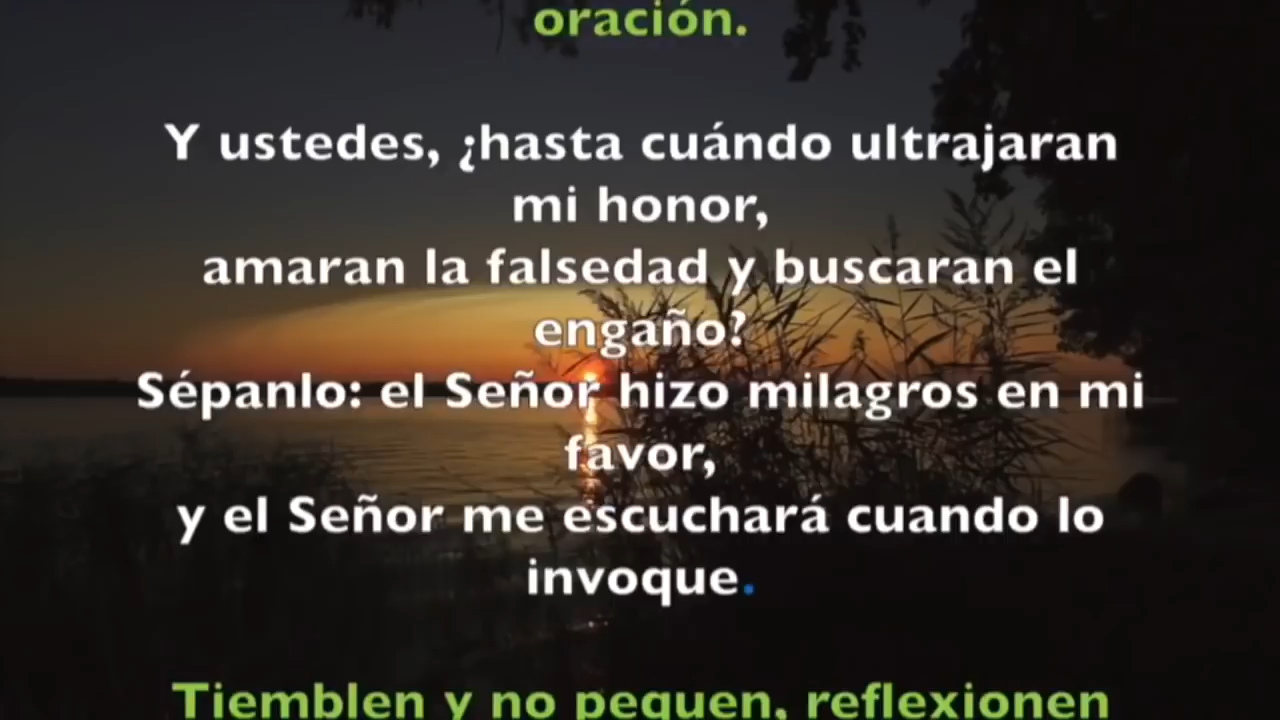 oración.
Y ustedes, ¿hasta cuándo ultrajaran
mi honor,
amaran la falsedad y buscaran el
engaño?
Sépanlo: el Señor hizo milagros en mi
favor,
y el Señor me escuchará cuando lo
invoque.
Tiemblen y no pequen, reflexionen